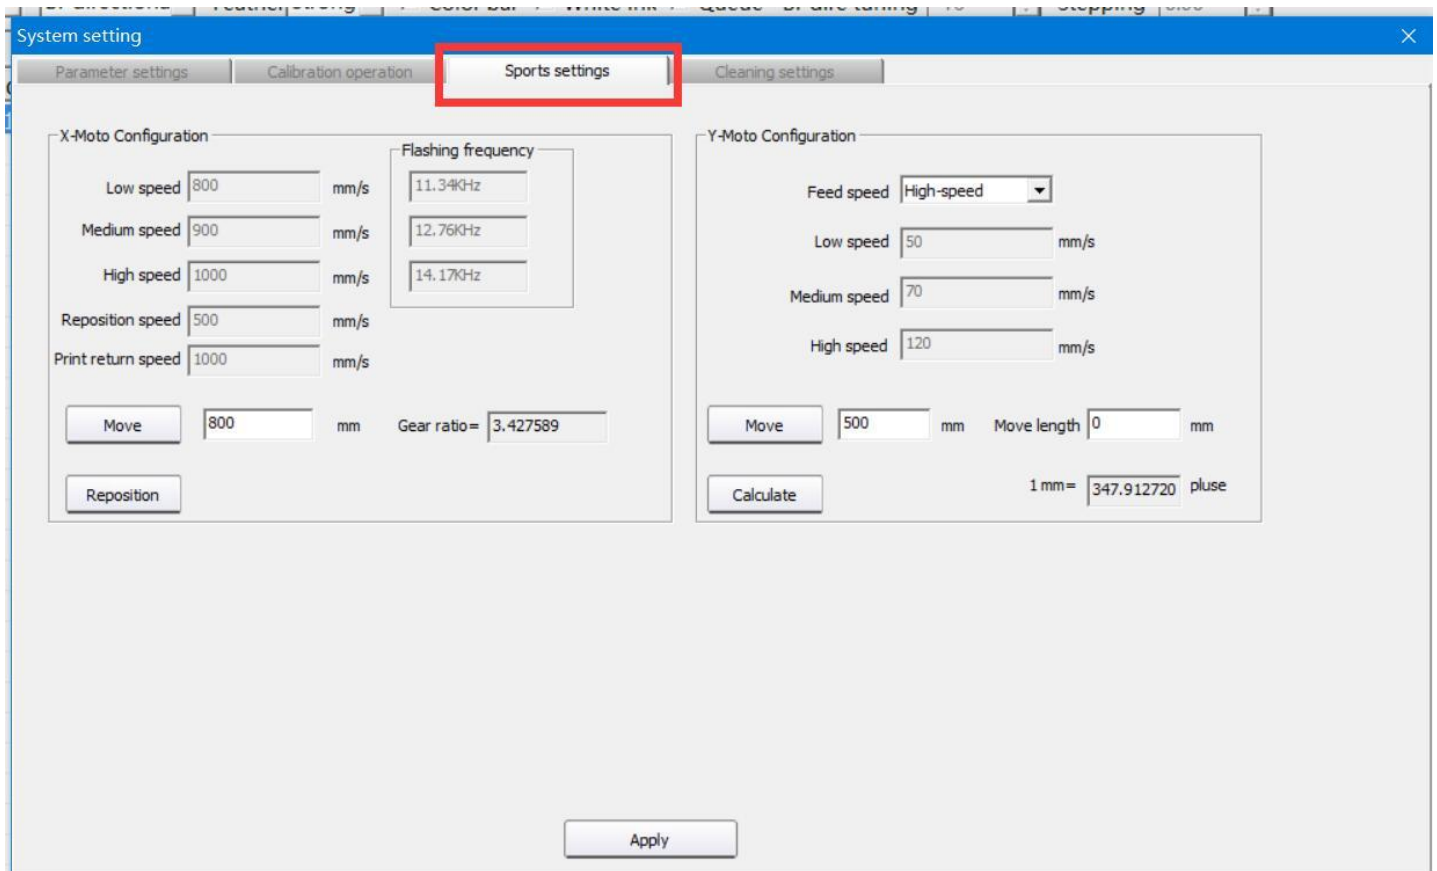 System setting
Parameter settings Calibration operation Sports settings Cleaning settings
X-Moto Configuration
Flashing frequency
Low speed 800 mm/s 11.34KHz
Medium speed 900 mm/s 12.76KHz
High speed 1000 mm/s 14.17KHz
Reposition speed 500 mm/s
Print return speed 1000 mm/s
Move 800 mm Gear ratio= 3.427589
Reposition
Y-Moto Configuration
Feed speed High-speed
Low speed 50 mm/s
Medium speed 70 mm/s
High speed 120 mm/s
Move 500 mm Move length 0 mm
Calculate 1 mm= 347.912720 pluse
Apply